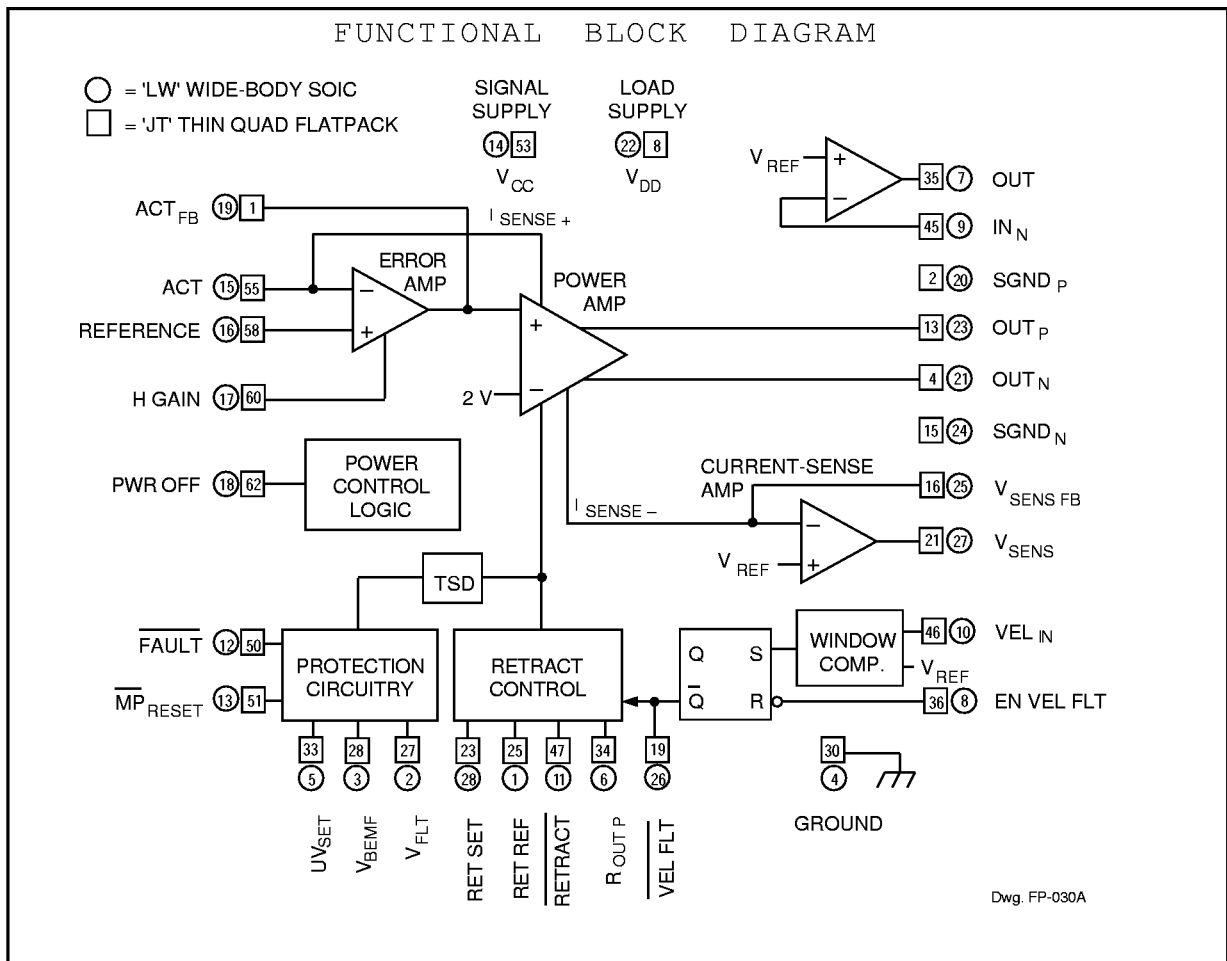 FUNCTIONAL BLOCK DIAGRAM
= 'LW' WIDE-BODY SOIC
= 'JT' THIN QUAD FLATPACK
SIGNAL
SUPPLY
14 53
VCC
LOAD
SUPPLY
22 8
VDD
VREF
+
−
35 7 OUT
45 9 INN
ACTFB 19 1
ISENSE +
ERROR
AMP
POWER
AMP
2 20 SGNDP
ACT 15 55
−
REFERENCE 16 58
+
+
13 23 OUTP
H GAIN 17 60
2 V
−
4 21 OUTN
15 24 SGNDN
PWR OFF 18 62
POWER
CONTROL
LOGIC
CURRENT-SENSE
AMP
16 25 VSENS FB
ISENSE −
−
VREF
+
21 27 VSENS
TSD
FAULT 12 50
MPRESET 13 51
PROTECTION
CIRCUITRY
RETRACT
CONTROL
Q S
Q R
WINDOW
COMP.
46 10 VELIN
VREF
36 8 EN VEL FLT
33 28 27 23 25 47 34 19 30
5 3 2 28 1 11 6 26 4
UVSET
VBEMF
VFLT
RET SET
RET REF
RETRACT
ROUT P
VEL FLT
GROUND
Dwg. FP-030A